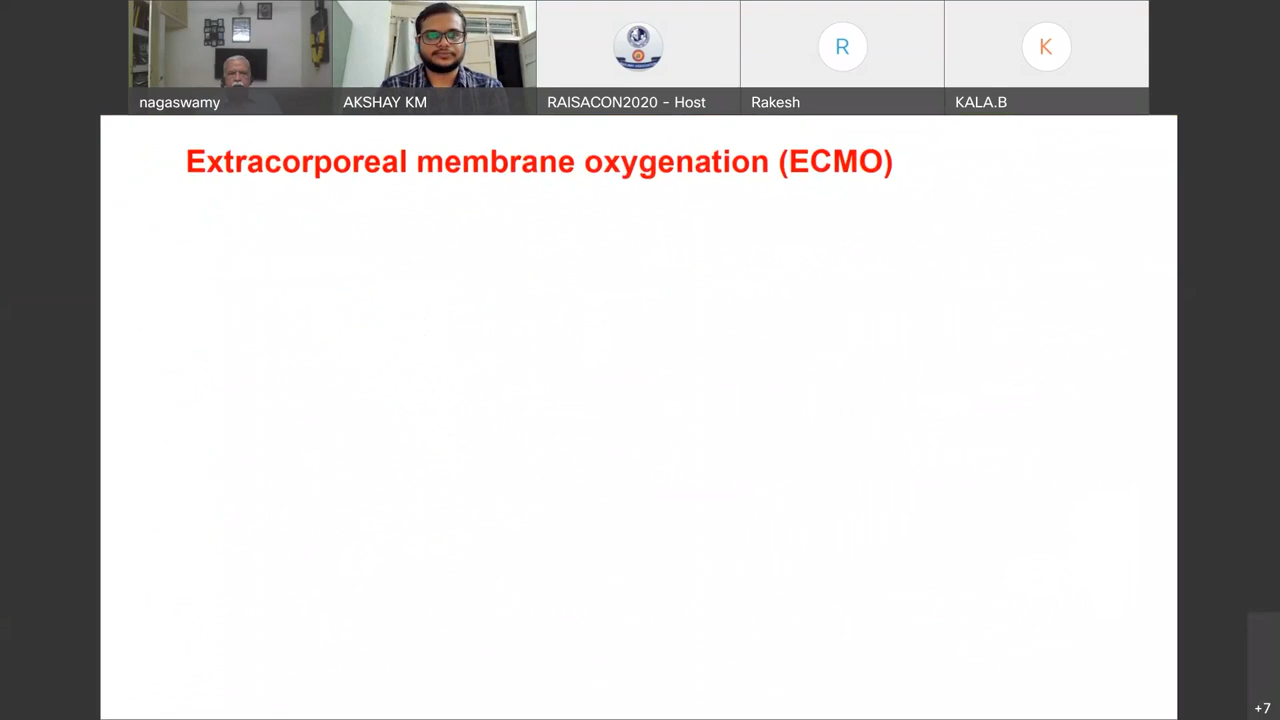 nagaswamy
AKSHAY KM
RAISACON2020 - Host
R
Rakesh
K
KALA.B
Extracorporeal membrane oxygenation (ECMO)
+7